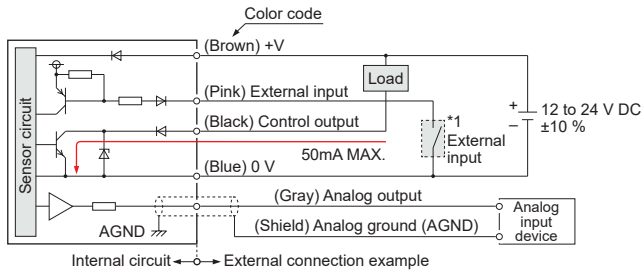 Color code
(Brown) +V
Load
(Pink) External input
(Black) Control output
*1
External
input
+
–
12 to 24 V DC
±10 %
50mA MAX.
(Blue) 0 V
Sensor circuit
(Gray) Analog output
(Shield) Analog ground (AGND)
AGND
Analog
input
device
Internal circuit
External connection example